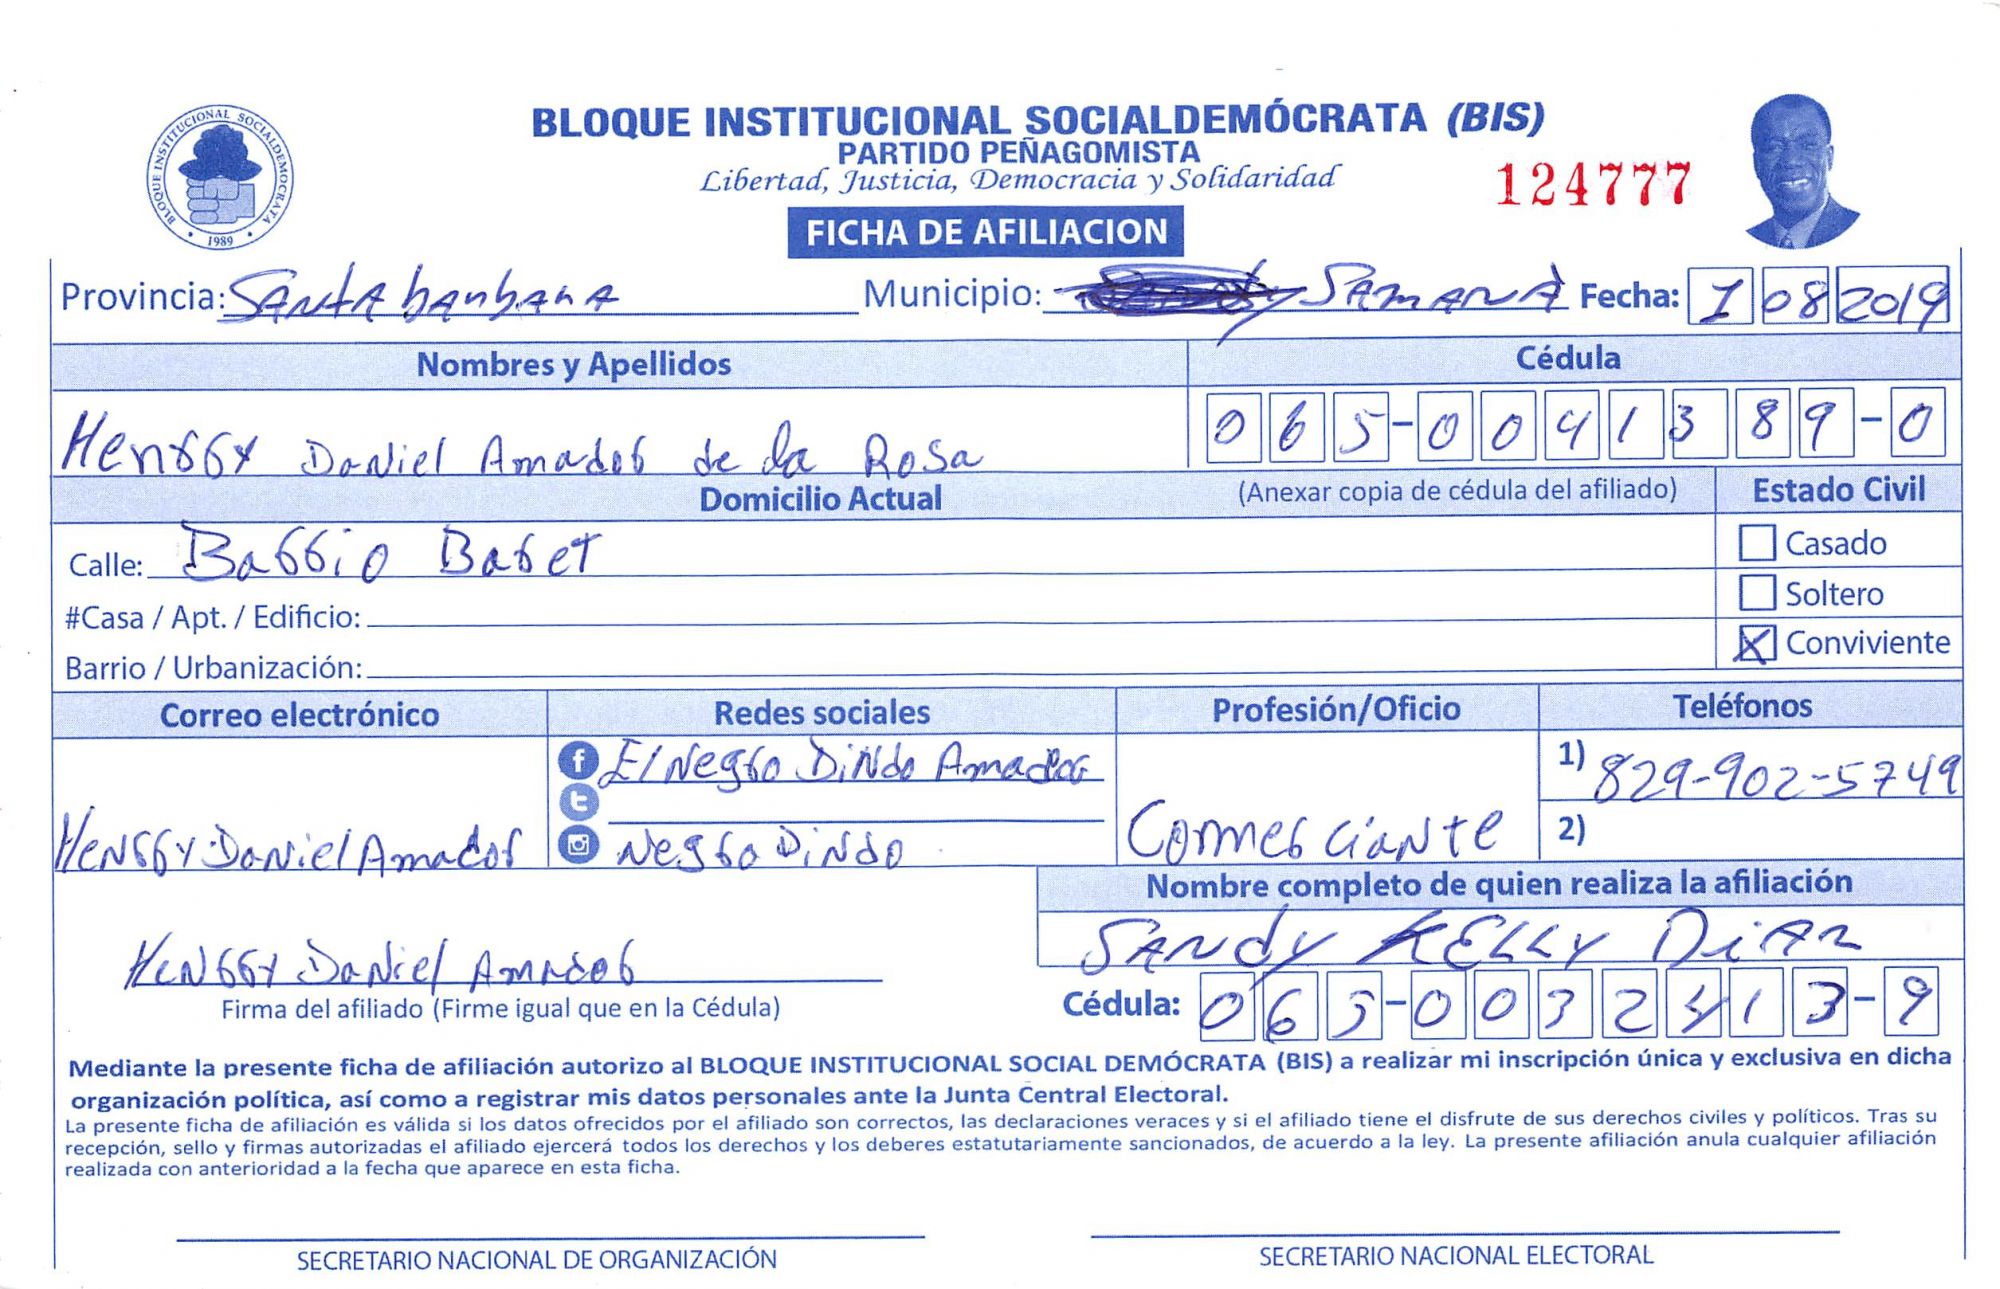 BLOQUE INSTITUCIONAL SOCIALDEMÓCRATA (BIS)
PARTIDO PEÑAGOMISTA
Libertad, Justicia, Democracia y Solidaridad
124777
BLOQUE INSTITUCIONAL SOCIALDEMOCRATA
1989
FICHA DE AFILIACION
Provincia: SANTA banbana Municipio: SAMANÀ Fecha: 1 08 2019
Nombres y Apellidos Cédula
Henrry Daniel Amador de la Rosa 065-0041389-0
Domicilio Actual (Anexar copia de cédula del afiliado) Estado Civil
Calle: Barrio Baret Casado
#Casa / Apt. / Edificio: Soltero
Barrio / Urbanización: X Conviviente
Correo electrónico Redes sociales Profesión/Oficio Teléfonos
f El Negro Dindo Amador 1) 829-902-5749
Henrry Daniel Amador Negro Dindo Comerciante 2)
Nombre completo de quien realiza la afiliación
SANdy KELLY DiAz
Henrry Daniel Amador
Firma del afiliado (Firme igual que en la Cédula) Cédula: 065-0032413-9
Mediante la presente ficha de afiliación autorizo al BLOQUE INSTITUCIONAL SOCIAL DEMÓCRATA (BIS) a realizar mi inscripción única y exclusiva en dicha
organización política, así como a registrar mis datos personales ante la Junta Central Electoral.
La presente ficha de afiliación es válida si los datos ofrecidos por el afiliado son correctos, las declaraciones veraces y si el afiliado tiene el disfrute de sus derechos civiles y políticos. Tras su
recepción, sello y firmas autorizadas el afiliado ejercerá todos los derechos y los deberes estatutariamente sancionados, de acuerdo a la ley. La presente afiliación anula cualquier afiliación
realizada con anterioridad a la fecha que aparece en esta ficha.
SECRETARIO NACIONAL DE ORGANIZACIÓN SECRETARIO NACIONAL ELECTORAL